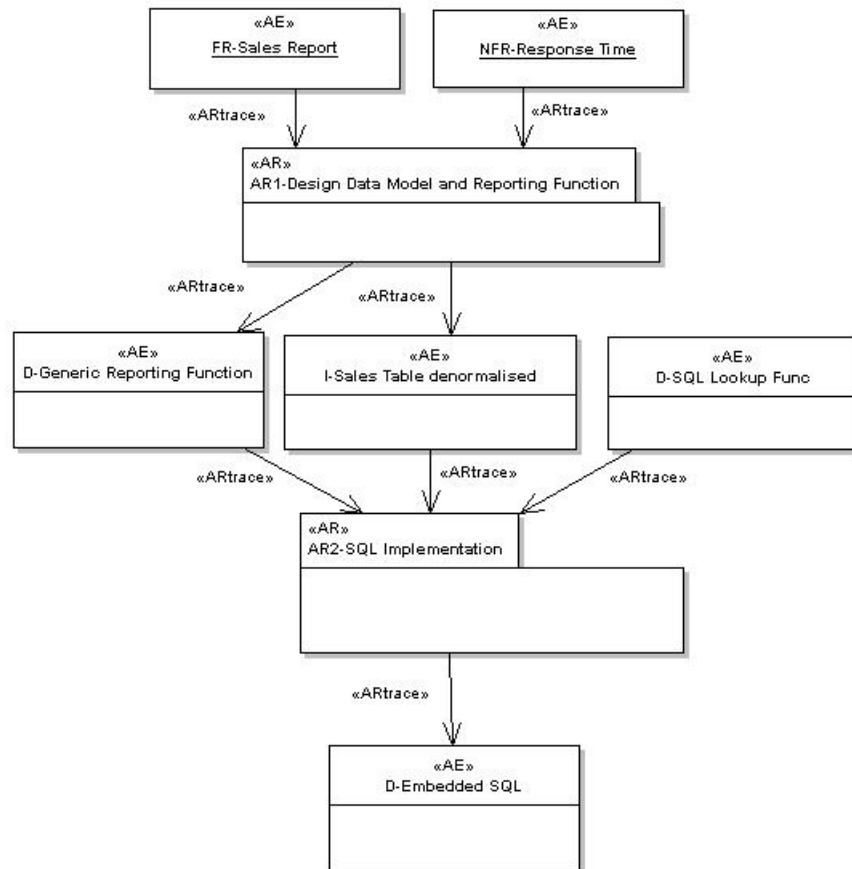 «AE»
FR-Sales Report
«AE»
NFR-Response Time
«ARtrace»
«ARtrace»
«AR»
AR1-Design Data Model and Reporting Function
«ARtrace»
«ARtrace»
«AE»
D-Generic Reporting Function
«AE»
I-Sales Table denormalised
«AE»
D-SQL Lookup Func
«ARtrace»
«ARtrace»
«ARtrace»
«AR»
AR2-SQL Implementation
«ARtrace»
«AE»
D-Embedded SQL